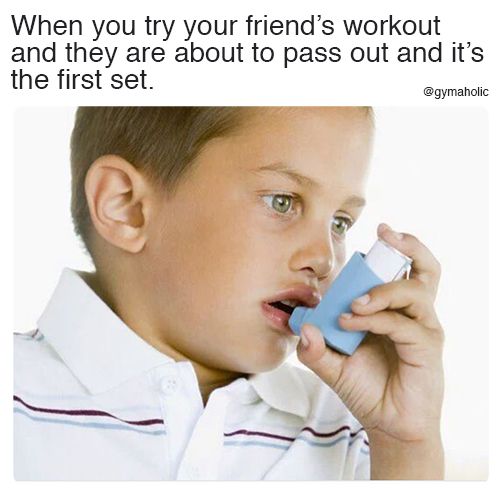 When you try your friend’s workout
and they are about to pass out and it’s
the first set.
@gymaholic